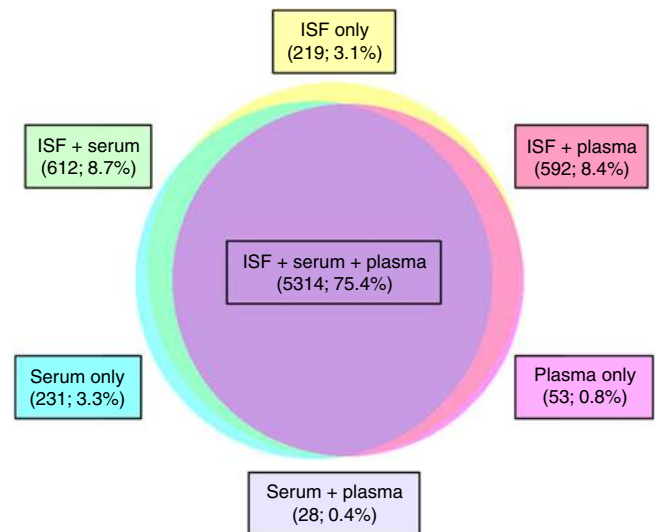 ISF only
(219; 3.1%)
ISF + serum
(612; 8.7%)
ISF + plasma
(592; 8.4%)
ISF + serum + plasma
(5314; 75.4%)
Serum only
(231; 3.3%)
Plasma only
(53; 0.8%)
Serum + plasma
(28; 0.4%)